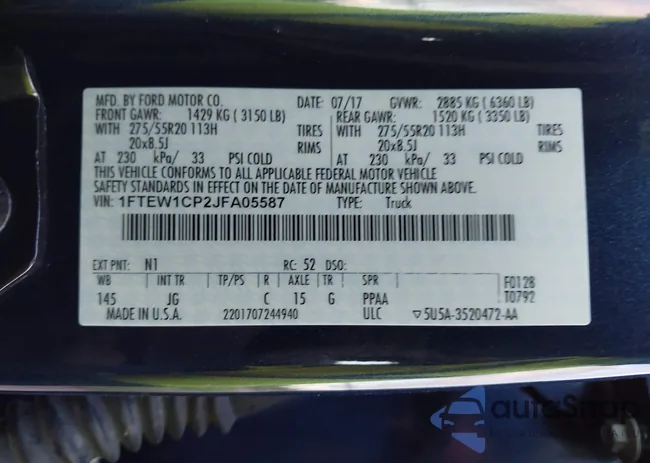 MFD. BY FORD MOTOR CO. DATE: 07/17 GVWR: 2885 KG ( 6360 LB)
FRONT GAWR: 1429 KG ( 3150 LB) REAR GAWR: 1520 KG ( 3350 LB)
WITH 275/55R20 113H TIRES WITH 275/55R20 113H TIRES
20x8.5J RIMS 20x8.5J RIMS
AT 230 kPa/ 33 PSI COLD AT 230 kPa/ 33 PSI COLD
THIS VEHICLE CONFORMS TO ALL APPLICABLE FEDERAL MOTOR VEHICLE
SAFETY STANDARDS IN EFFECT ON THE DATE OF MANUFACTURE SHOWN ABOVE.
VIN: 1FTEW1CP2JFA05587 TYPE: Truck
EXT PNT: N1 RC: 52 DSO:
WB INT TR TP/PS R AXLE TR SPR F0128
145 JG C 15 G PPAA T0792
MADE IN U.S.A. 2201707244940 ULC ▽5U5A-3520472-AA
autoSnap